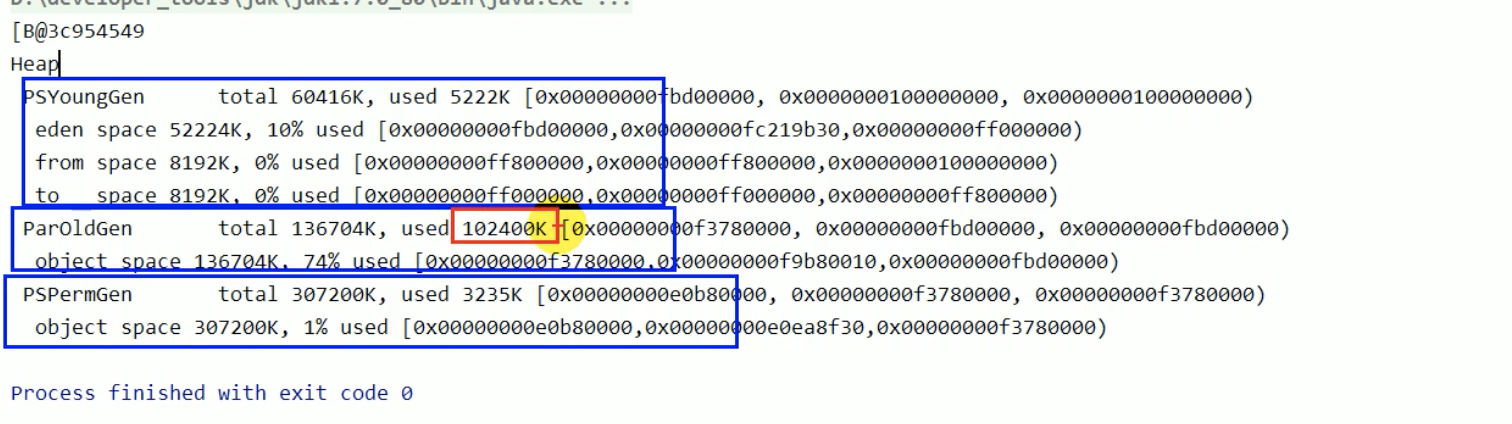 D:\developer_tools\jdk\jdk1.7.0_80\bin\java.exe ...
[B@3c954549
Heap
PSYoungGen      total 60416K, used 5222K [0x00000000fbd00000, 0x0000000100000000, 0x0000000100000000)
eden space 52224K, 10% used [0x00000000fbd00000,0x00000000fc219b30,0x00000000ff000000)
from space 8192K, 0% used [0x00000000ff800000,0x00000000ff800000,0x0000000100000000)
to   space 8192K, 0% used [0x00000000ff000000,0x00000000ff000000,0x00000000ff800000)
ParOldGen       total 136704K, used 102400K [0x00000000f3780000, 0x00000000fbd00000, 0x00000000fbd00000)
object space 136704K, 74% used [0x00000000f3780000,0x00000000f9b80010,0x00000000fbd00000)
PSPermGen       total 307200K, used 3235K [0x00000000e0b80000, 0x00000000f3780000, 0x00000000f3780000)
object space 307200K, 1% used [0x00000000e0b80000,0x00000000e0ea8f30,0x00000000f3780000)
Process finished with exit code 0